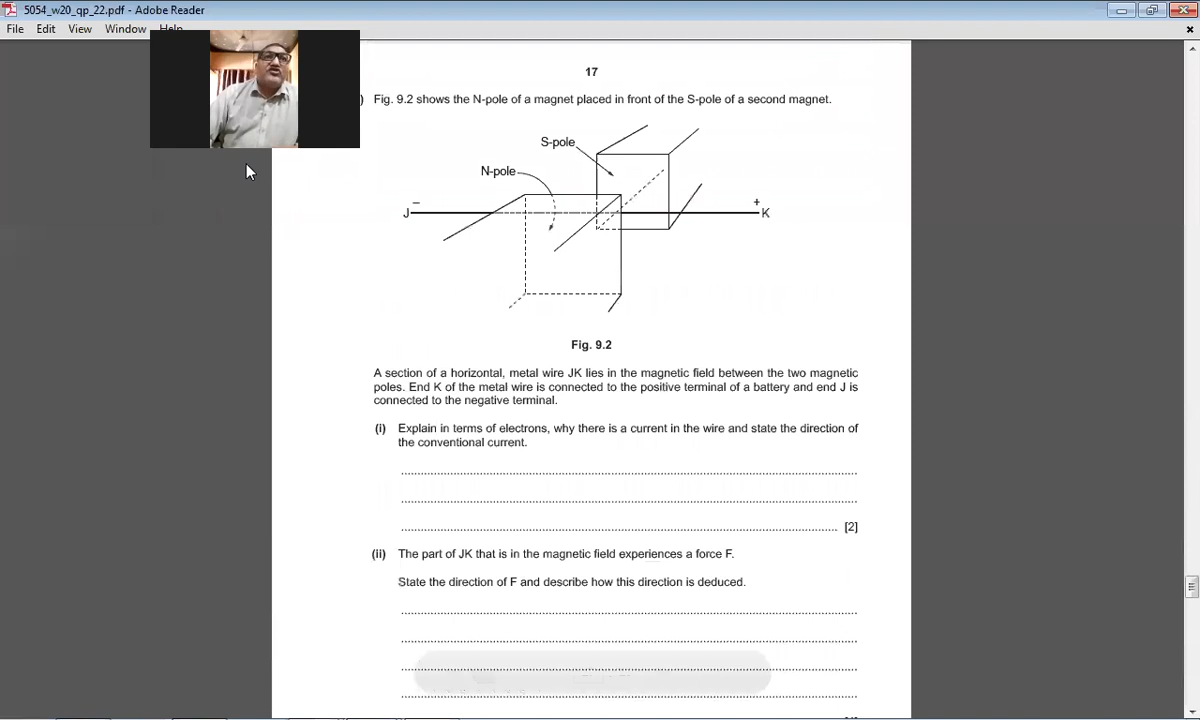 5054_w20_qp_22.pdf - Adobe Reader
File Edit View Window Help
17
) Fig. 9.2 shows the N-pole of a magnet placed in front of the S-pole of a second magnet.
S-pole
N-pole
– +
J K
Fig. 9.2
A section of a horizontal, metal wire JK lies in the magnetic field between the two magnetic
poles. End K of the metal wire is connected to the positive terminal of a battery and end J is
connected to the negative terminal.
(i) Explain in terms of electrons, why there is a current in the wire and state the direction of
the conventional current.
[2]
(ii) The part of JK that is in the magnetic field experiences a force F.
State the direction of F and describe how this direction is deduced.